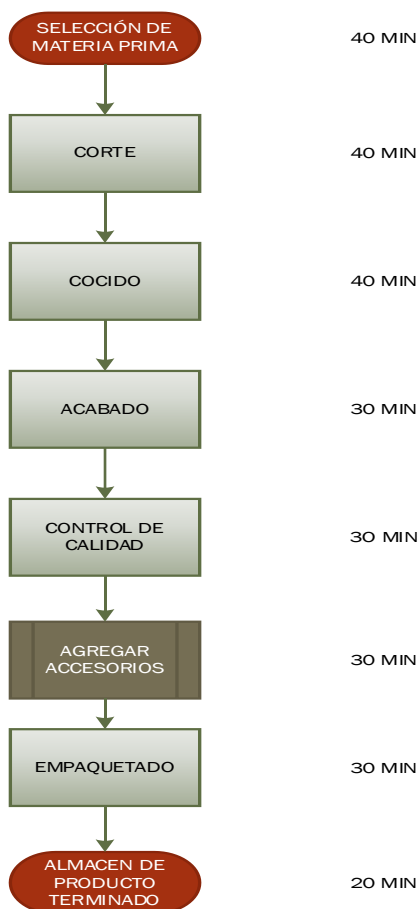 SELECCIÓN DE
MATERIA PRIMA
40 MIN
CORTE
40 MIN
COCIDO
40 MIN
ACABADO
30 MIN
CONTROL DE
CALIDAD
30 MIN
AGREGAR
ACCESORIOS
30 MIN
EMPAQUETADO
30 MIN
ALMACEN DE
PRODUCTO
TERMINADO
20 MIN